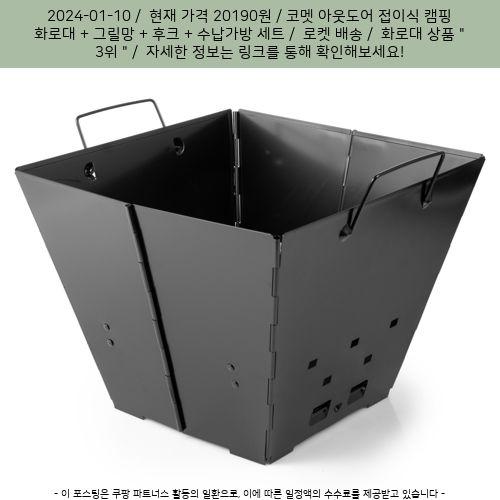 2024-01-10 /  현재 가격 20190원 / 코멧 아웃도어 접이식 캠핑
화로대 + 그릴망 + 후크 + 수납가방 세트 /  로켓 배송 /  화로대 상품 "
3위 " /  자세한 정보는 링크를 통해 확인해보세요!
- 이 포스팅은 쿠팡 파트너스 활동의 일환으로, 이에 따른 일정액의 수수료를 제공받고 있습니다 -